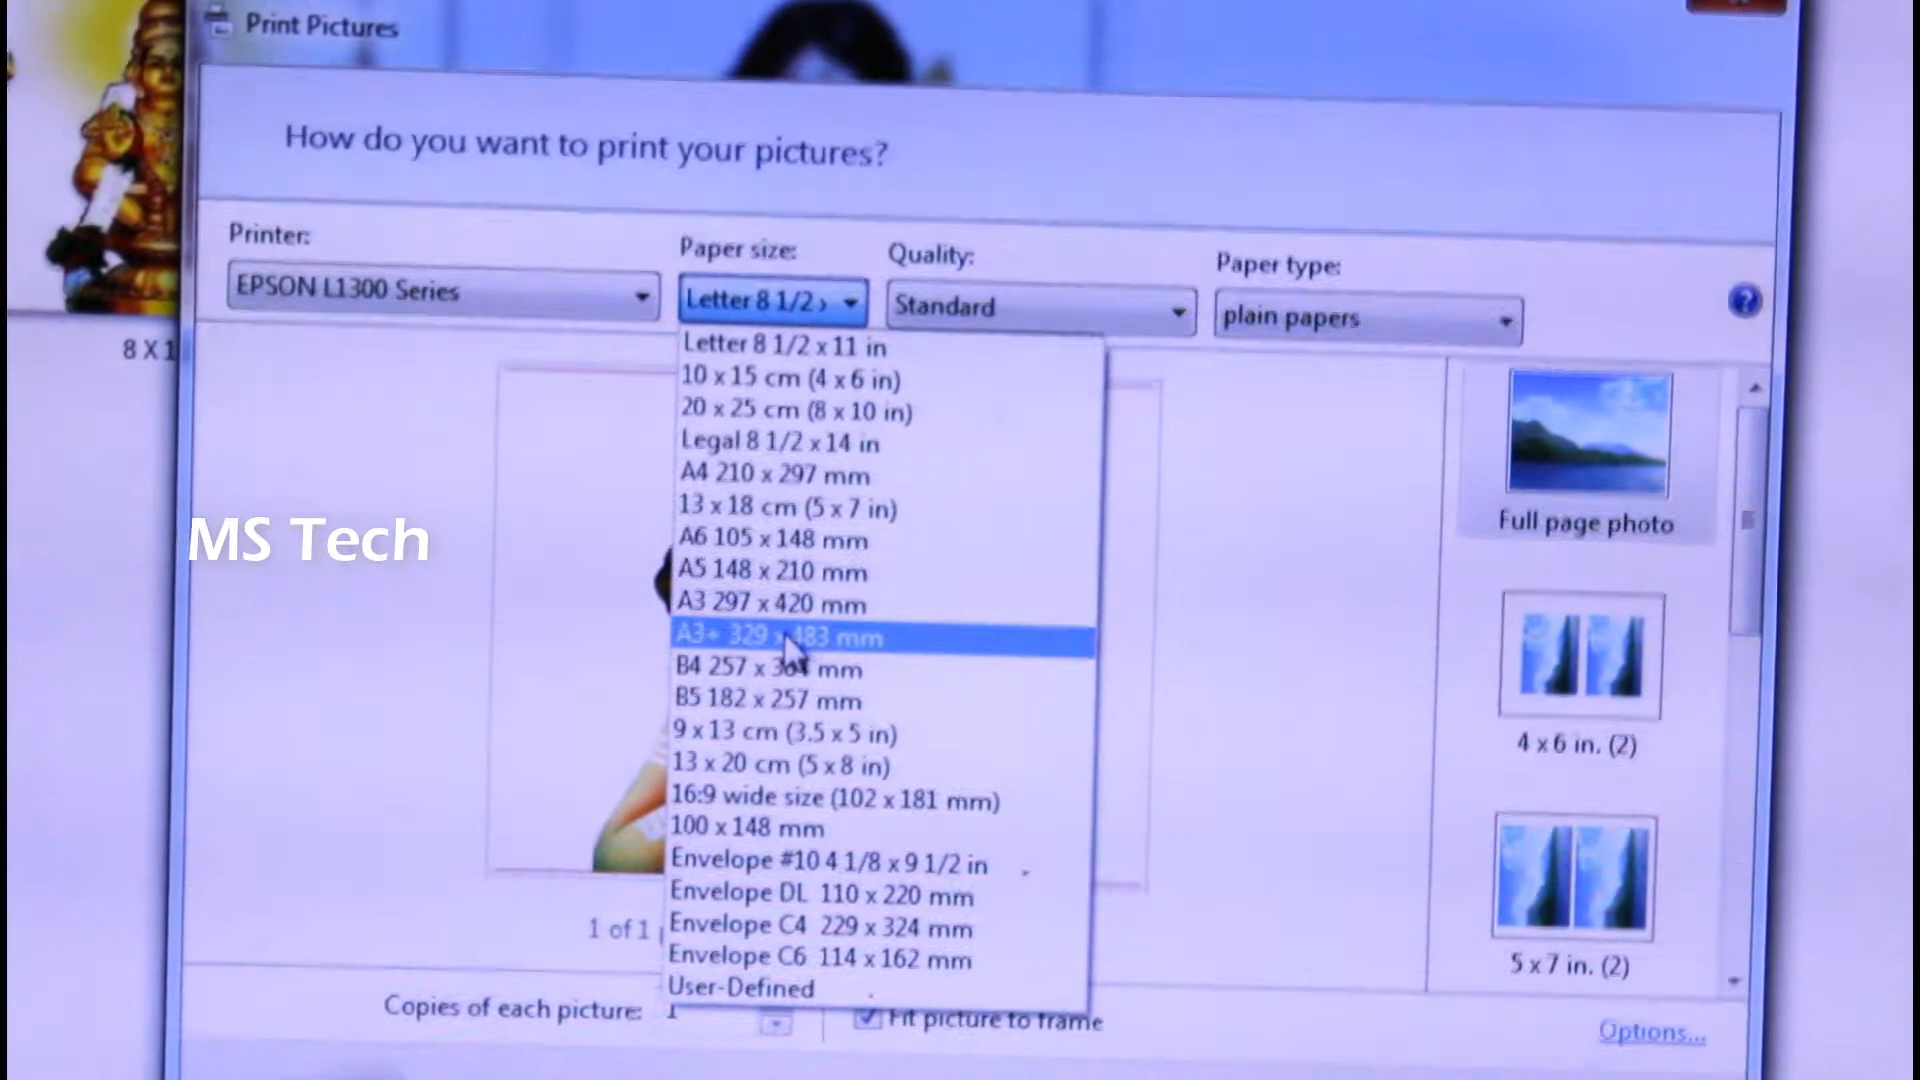 Print Pictures
How do you want to print your pictures?
Printer:
Paper size:
Quality:
Paper type:
EPSON L1300 Series
Letter 8 1/2 ›
Standard
plain papers
Letter 8 1/2 x 11 in
10 x 15 cm (4 x 6 in)
20 x 25 cm (8 x 10 in)
Legal 8 1/2 x 14 in
A4 210 x 297 mm
13 x 18 cm (5 x 7 in)
A6 105 x 148 mm
A5 148 x 210 mm
A3 297 x 420 mm
A3+ 329 x 483 mm
B4 257 x 364 mm
B5 182 x 257 mm
9 x 13 cm (3.5 x 5 in)
13 x 20 cm (5 x 8 in)
16:9 wide size (102 x 181 mm)
100 x 148 mm
Envelope #10 4 1/8 x 9 1/2 in
Envelope DL 110 x 220 mm
Envelope C4 229 x 324 mm
Envelope C6 114 x 162 mm
User-Defined
8 X 1
MS Tech
Full page photo
4 x 6 in. (2)
5 x 7 in. (2)
1 of 1
Copies of each picture: 1
Fit picture to frame
Options...